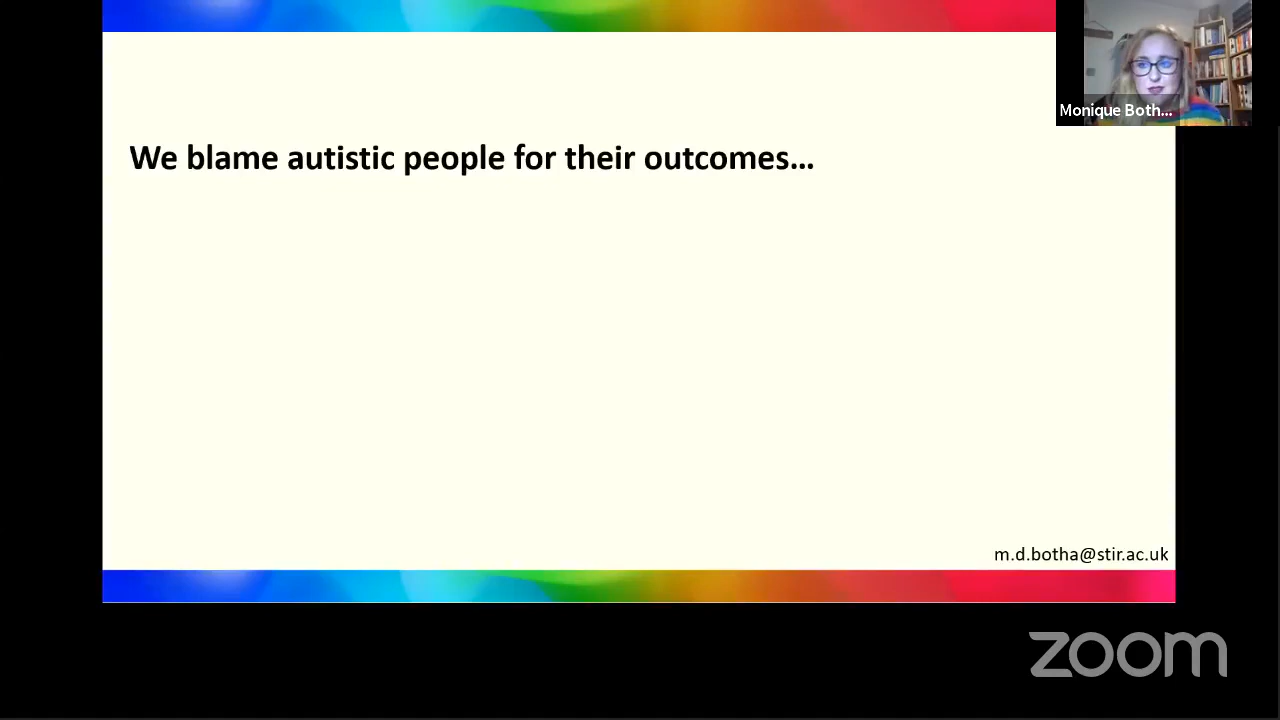 Monique Both...
We blame autistic people for their outcomes...
m.d.botha@stir.ac.uk
zoom